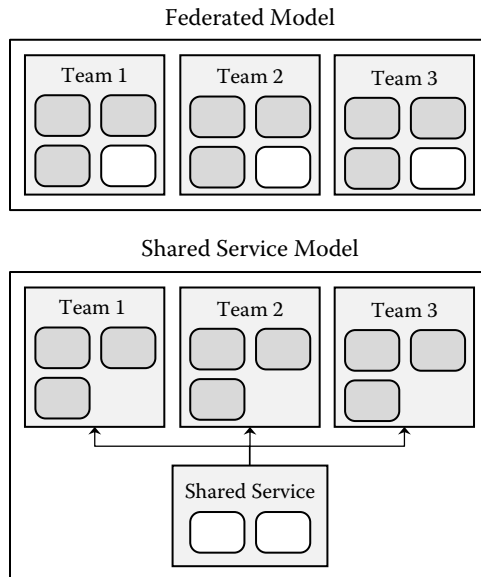 Federated Model
Team 1
Team 2
Team 3
Shared Service Model
Team 1
Team 2
Team 3
Shared Service